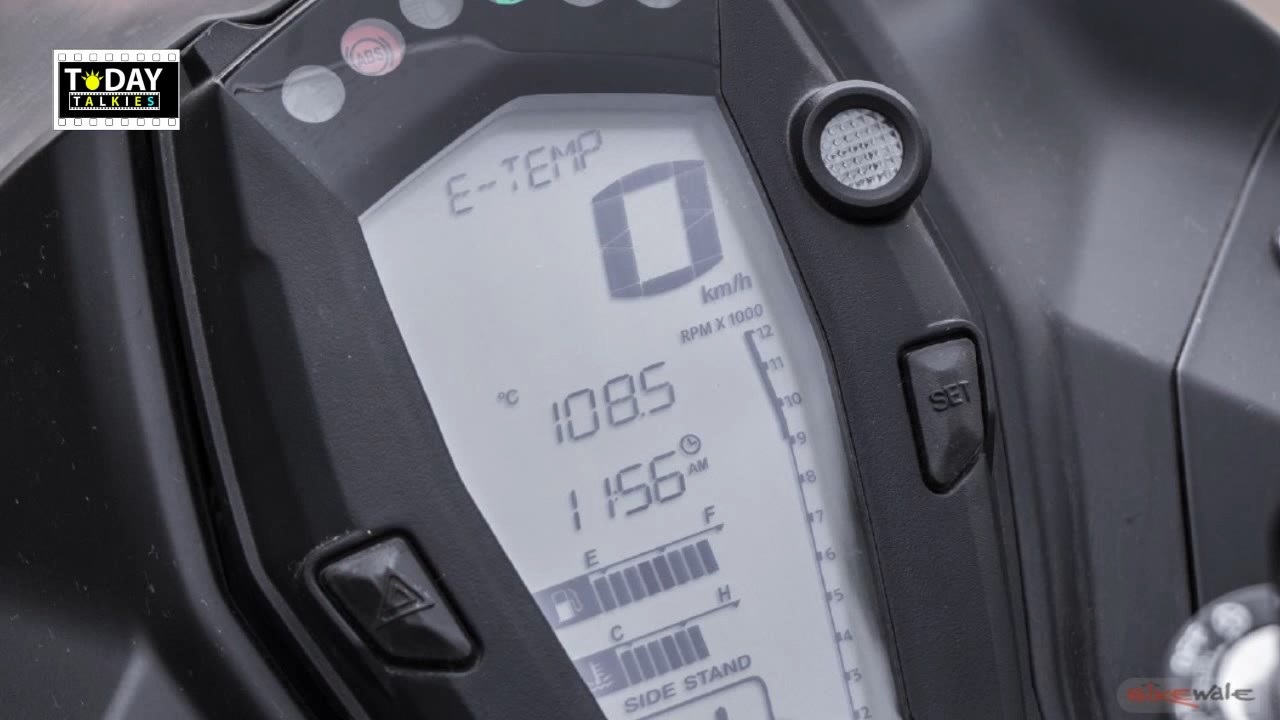 TODAY
TALKIES
ABS
E-TEMP
0
km/h
RPM X 1000
12
11
10
9
8
7
6
5
4
3
2
°C 108.5
11:56 AM
E F
C H
SIDE STAND
SET
BikeWale